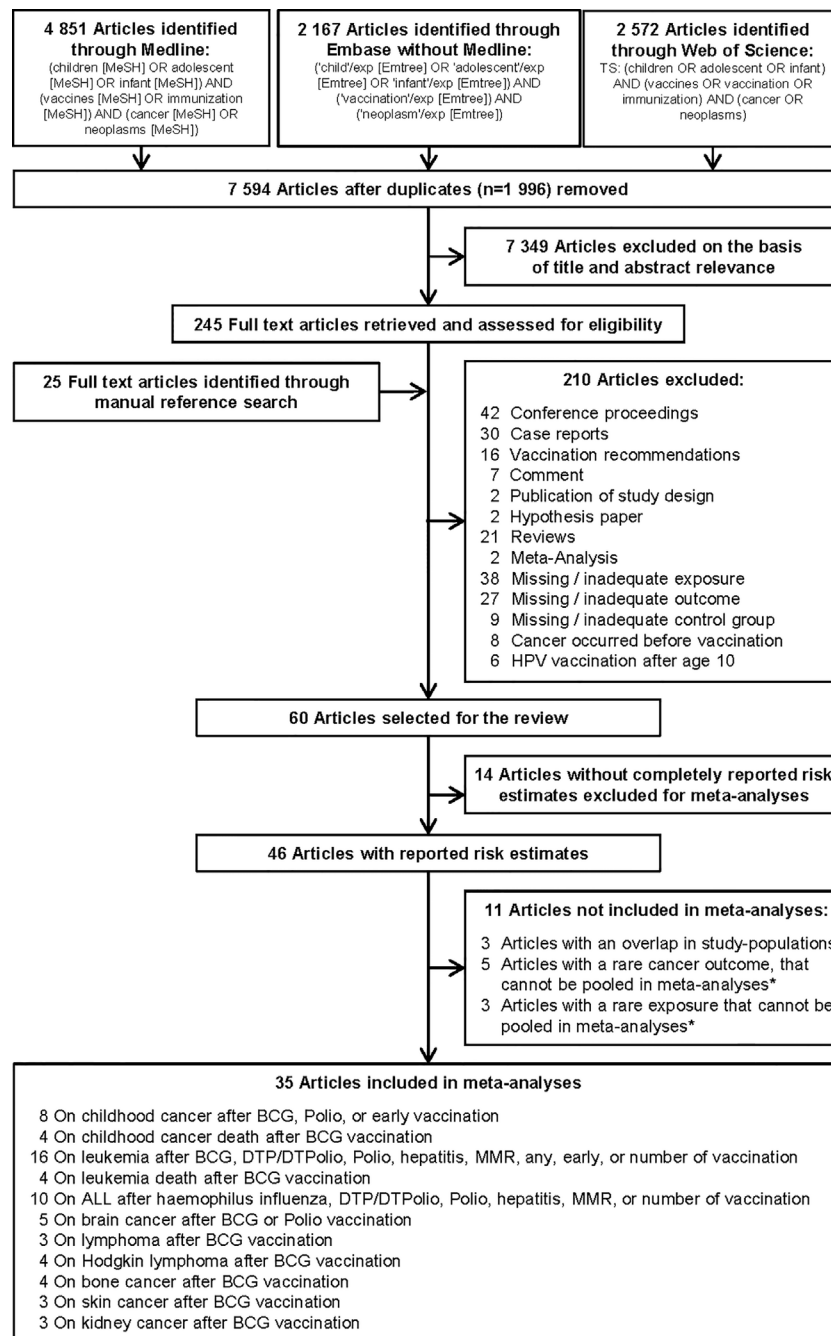 4 851 Articles identified
through Medline:
(children [MeSH] OR adolescent
[MeSH] OR infant [MeSH]) AND
(vaccines [MeSH] OR immunization
[MeSH]) AND (cancer [MeSH] OR
neoplasms [MeSH])
2 167 Articles identified through
Embase without Medline:
('child'/exp [Emtree] OR 'adolescent'/exp
[Emtree] OR 'infant'/exp [Emtree]) AND
('vaccination'/exp [Emtree]) AND
('neoplasm'/exp [Emtree])
2 572 Articles identified
through Web of Science:
TS: (children OR adolescent OR infant)
AND (vaccines OR vaccination OR
immunization) AND (cancer OR
neoplasms)
7 594 Articles after duplicates (n=1 996) removed
7 349 Articles excluded on the basis
of title and abstract relevance
245 Full text articles retrieved and assessed for eligibility
25 Full text articles identified through
manual reference search
210 Articles excluded:
42 Conference proceedings
30 Case reports
16 Vaccination recommendations
7 Comment
2 Publication of study design
2 Hypothesis paper
21 Reviews
2 Meta-Analysis
38 Missing / inadequate exposure
27 Missing / inadequate outcome
9 Missing / inadequate control group
8 Cancer occurred before vaccination
6 HPV vaccination after age 10
60 Articles selected for the review
14 Articles without completely reported risk
estimates excluded for meta-analyses
46 Articles with reported risk estimates
11 Articles not included in meta-analyses:
3 Articles with an overlap in study-populations
5 Articles with a rare cancer outcome, that
cannot be pooled in meta-analyses*
3 Articles with a rare exposure that cannot be
pooled in meta-analyses*
35 Articles included in meta-analyses
8 On childhood cancer after BCG, Polio, or early vaccination
4 On childhood cancer death after BCG vaccination
16 On leukemia after BCG, DTP/DTPolio, Polio, hepatitis, MMR, any, early, or number of vaccination
4 On leukemia death after BCG vaccination
10 On ALL after haemophilus influenza, DTP/DTPolio, Polio, hepatitis, MMR, or number of vaccination
5 On brain cancer after BCG or Polio vaccination
3 On lymphoma after BCG vaccination
4 On Hodgkin lymphoma after BCG vaccination
4 On bone cancer after BCG vaccination
3 On skin cancer after BCG vaccination
3 On kidney cancer after BCG vaccination